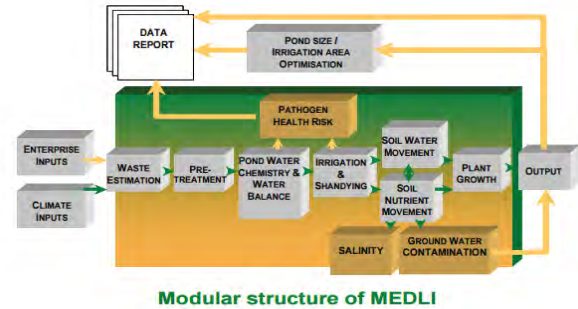 DATA
REPORT
POND SIZE /
IRRIGATION AREA
OPTIMISATION
PATHOGEN
HEALTH RISK
ENTERPRISE
INPUTS
CLIMATE
INPUTS
WASTE
ESTIMATION
PRE-
TREATMENT
POND WATER
CHEMISTRY &
WATER
BALANCE
IRRIGATION
&
SHANDYING
SOIL WATER
MOVEMENT
SOIL
NUTRIENT
MOVEMENT
PLANT
GROWTH
OUTPUT
SALINITY
GROUND WATER
CONTAMINATION
Modular structure of MEDLI